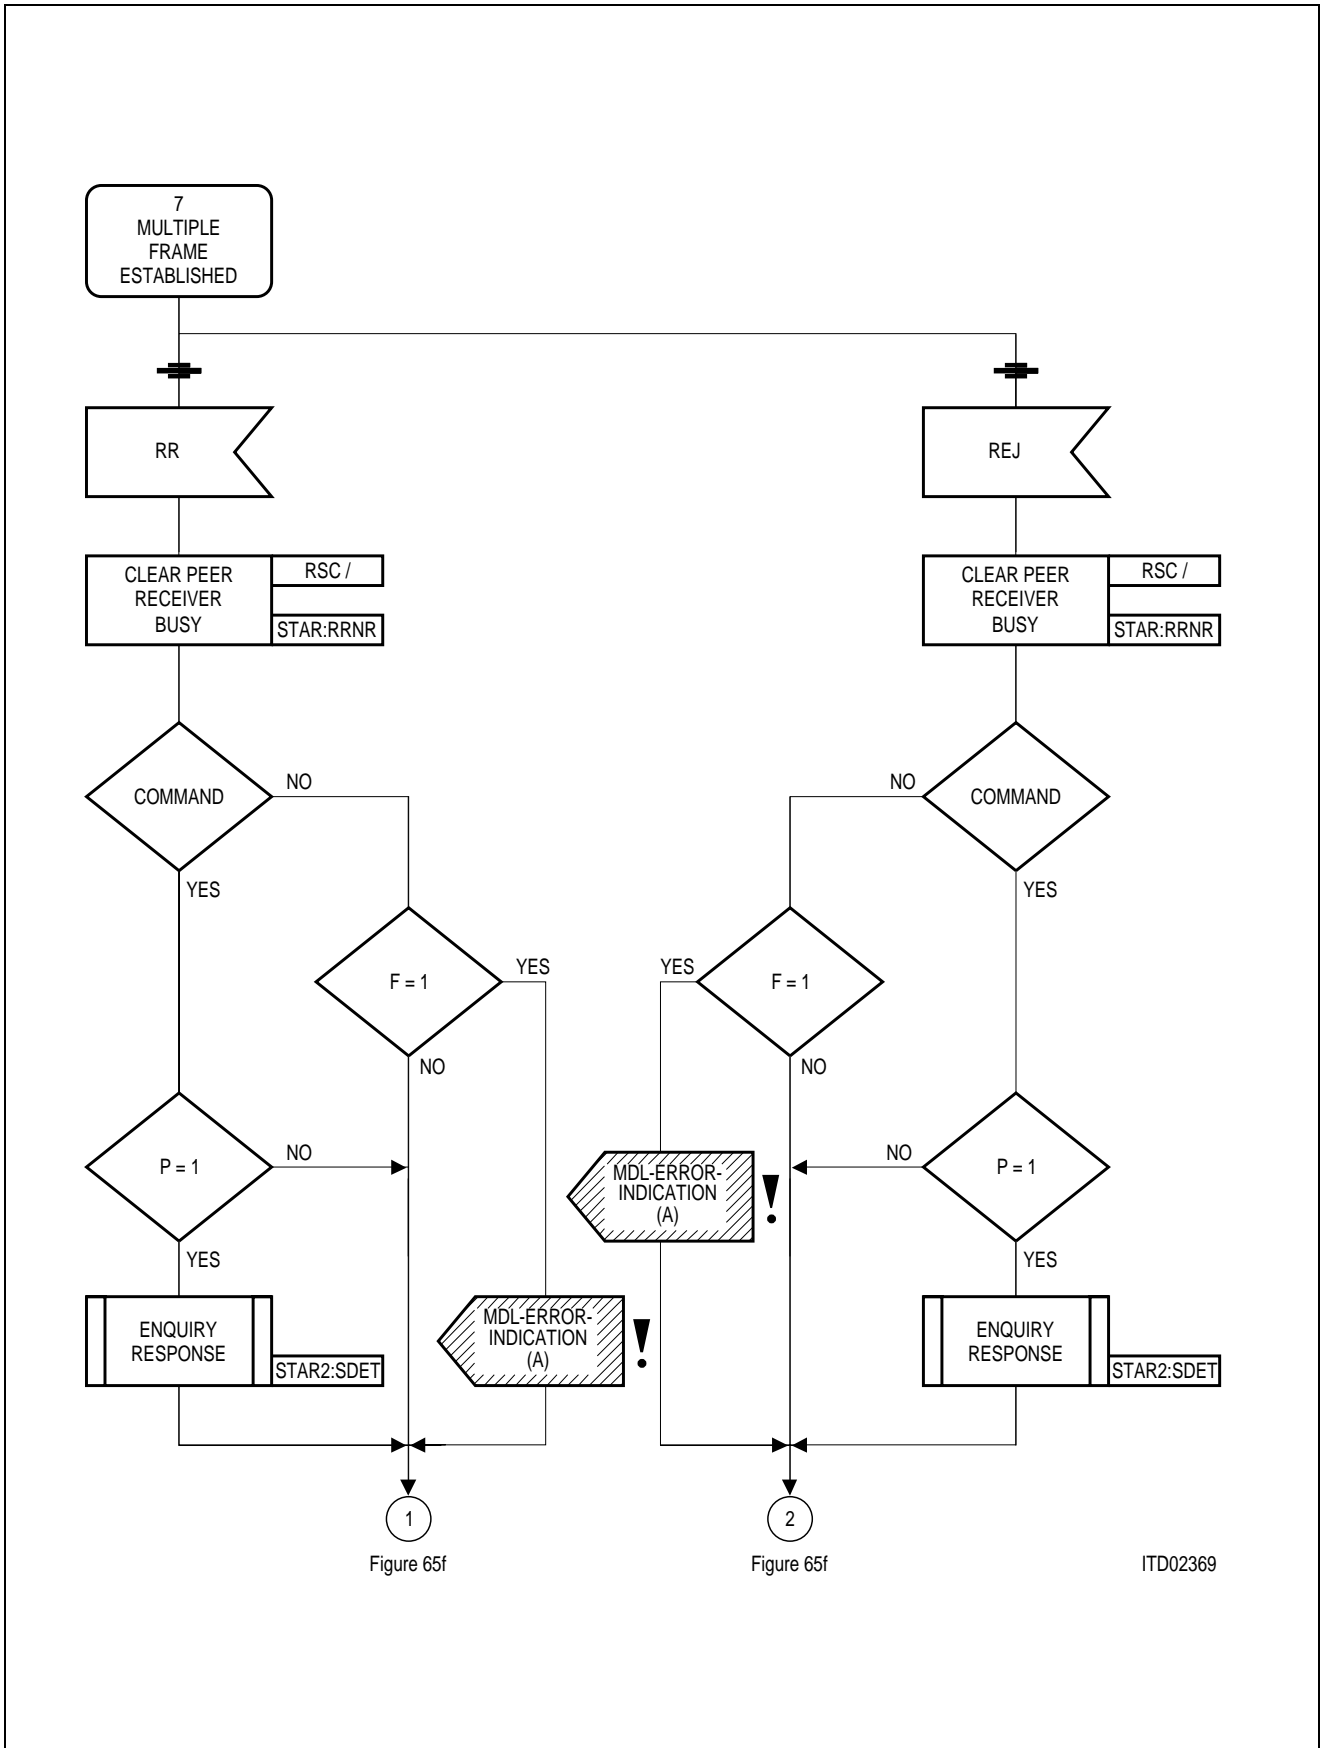 7
MULTIPLE
FRAME
ESTABLISHED
RR
REJ
CLEAR PEER
RECEIVER
BUSY
RSC /
STAR:RRNR
CLEAR PEER
RECEIVER
BUSY
RSC /
STAR:RRNR
COMMAND
NO
YES
NO
COMMAND
YES
F = 1
YES
NO
YES
F = 1
NO
P = 1
NO
YES
MDL-ERROR-
INDICATION
(A)
!
NO
P = 1
YES
ENQUIRY
RESPONSE
STAR2:SDET
MDL-ERROR-
INDICATION
(A)
!
ENQUIRY
RESPONSE
STAR2:SDET
1
Figure 65f
2
Figure 65f
ITD02369